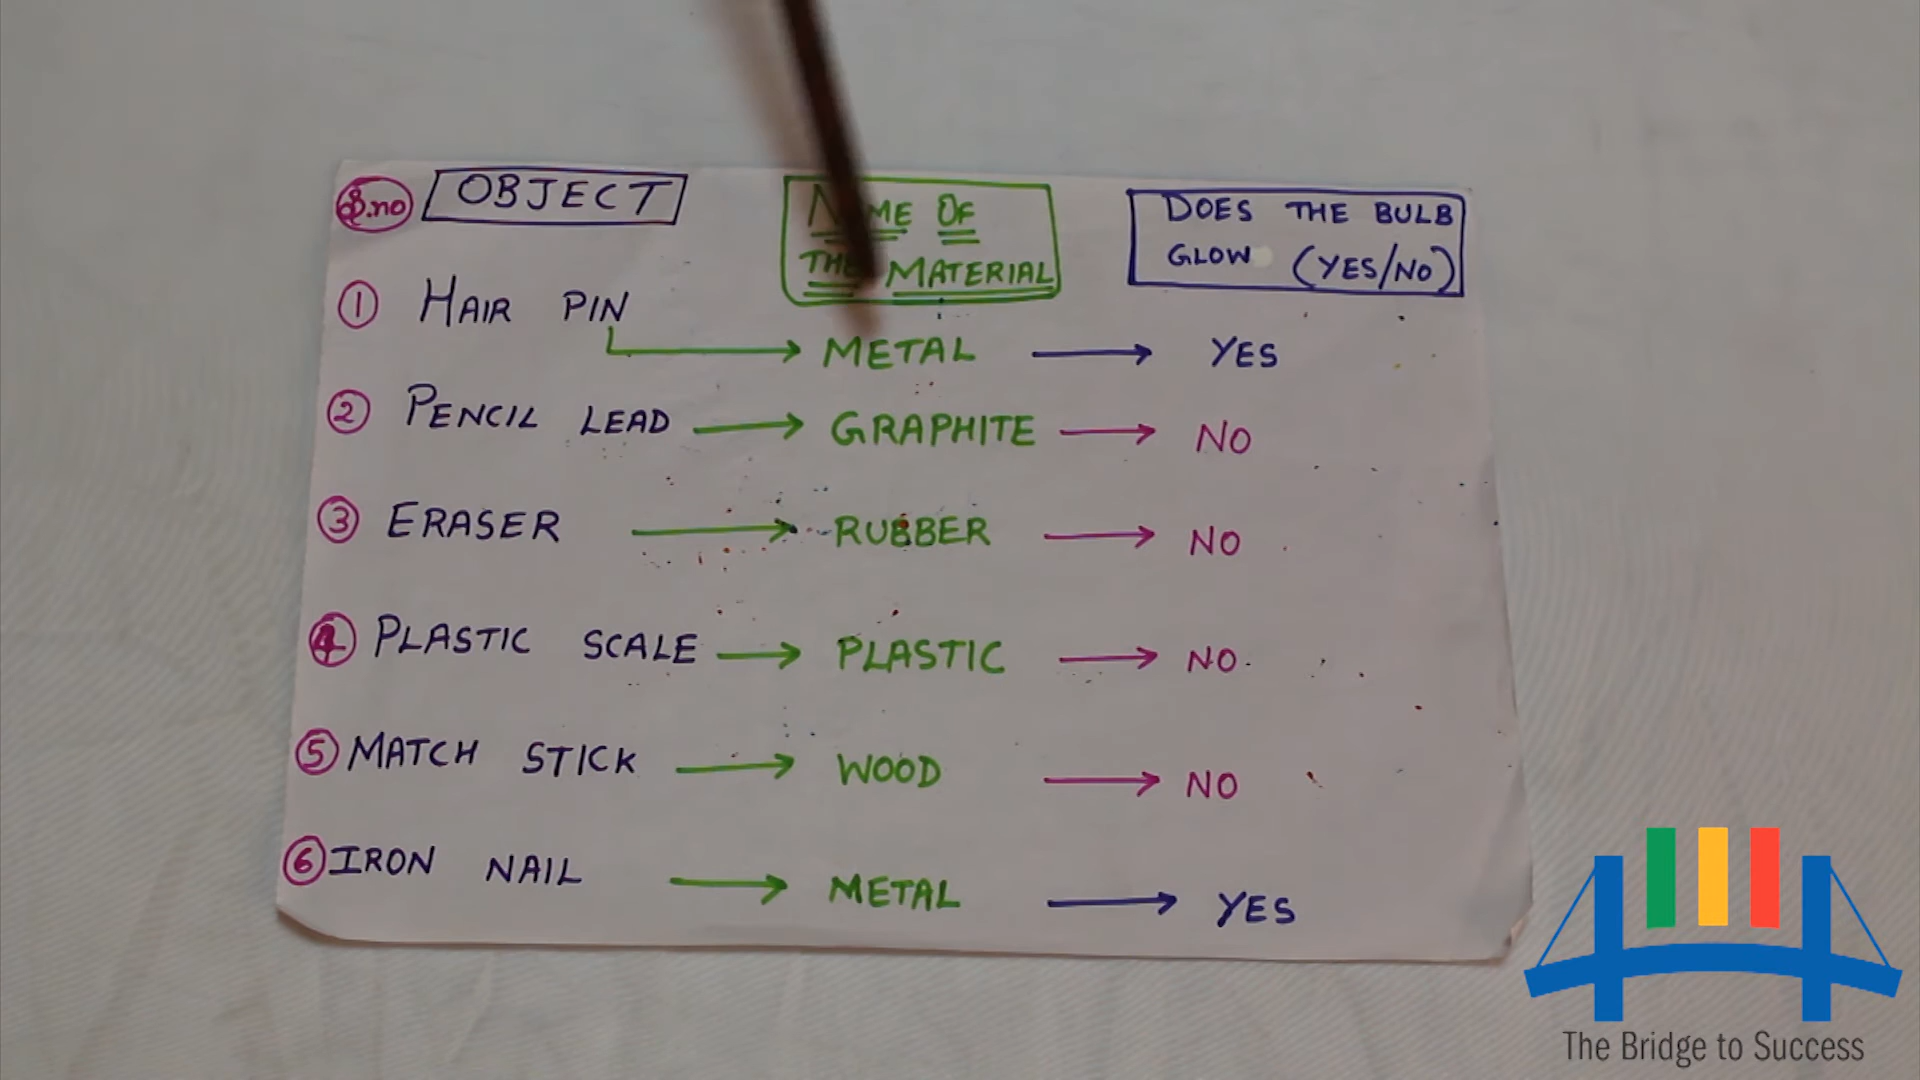 S.no OBJECT NAME OF THE MATERIAL DOES THE BULB GLOW (YES/NO)
1 HAIR PIN → METAL → YES
2 PENCIL LEAD → GRAPHITE → NO
3 ERASER → RUBBER → NO
4 PLASTIC SCALE → PLASTIC → NO
5 MATCH STICK → WOOD → NO
6 IRON NAIL → METAL → YES
The Bridge to Success